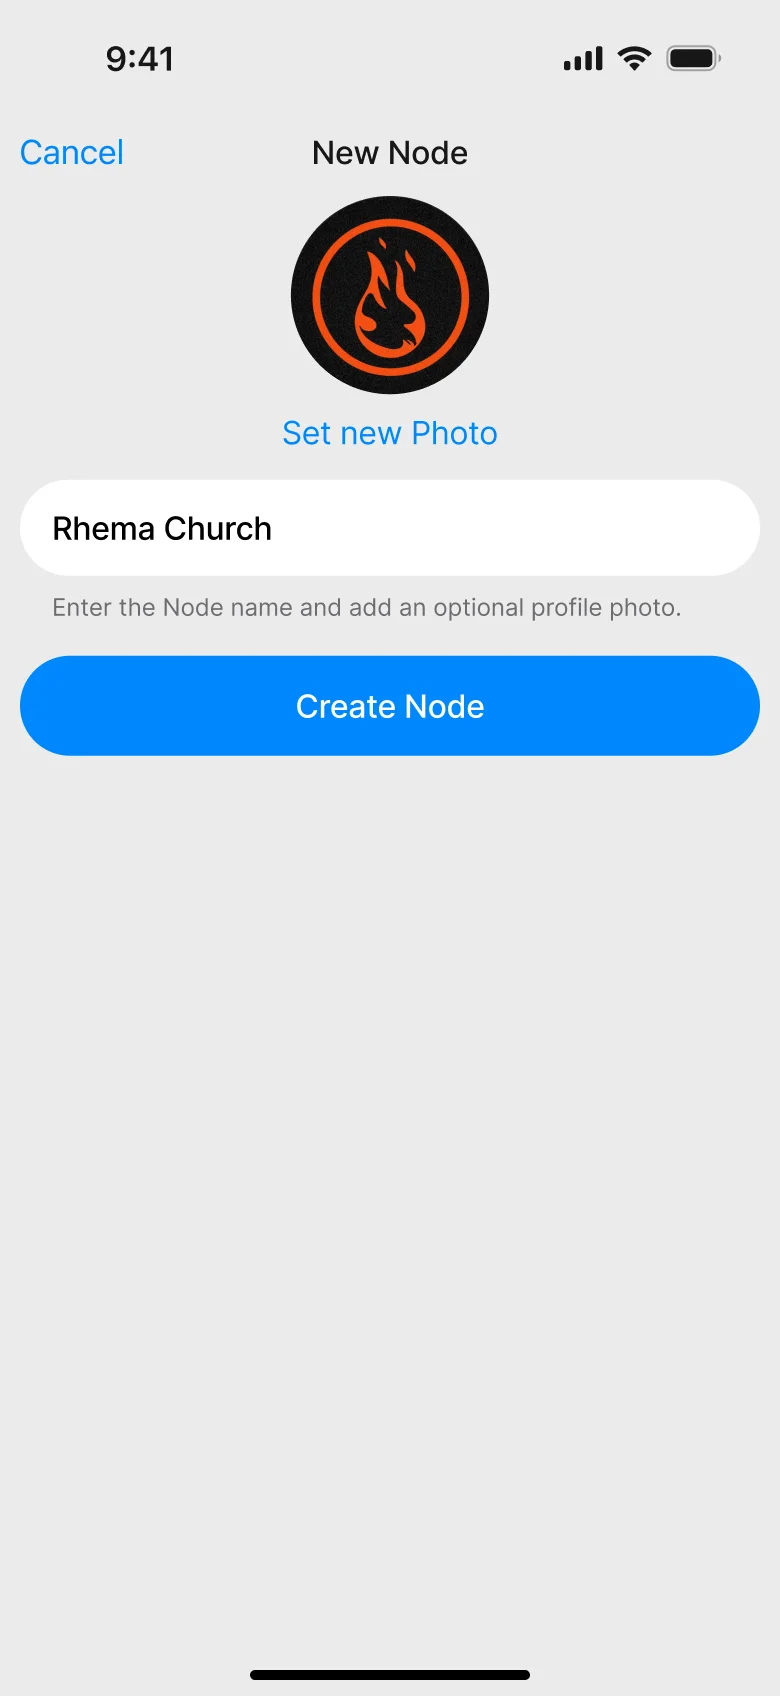 9:41
Cancel
New Node
Set new Photo
Rhema Church
Enter the Node name and add an optional profile photo.
Create Node